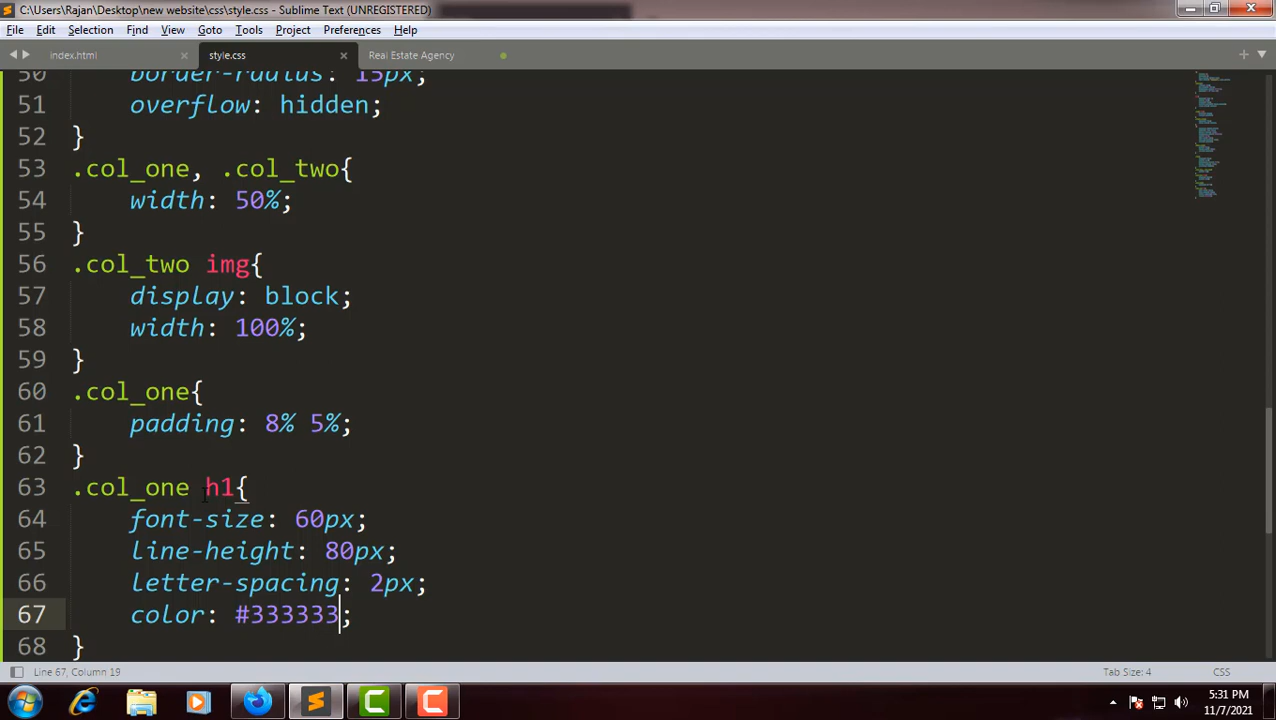 C:\Users\Rajan\Desktop\new website\css\style.css - Sublime Text (UNREGISTERED)
File Edit Selection Find View Goto Tools Project Preferences Help
index.html style.css Real Estate Agency
50 border-radius: 15px;
51 overflow: hidden;
52 }
53 .col_one, .col_two{
54 width: 50%;
55 }
56 .col_two img{
57 display: block;
58 width: 100%;
59 }
60 .col_one{
61 padding: 8% 5%;
62 }
63 .col_one h1{
64 font-size: 60px;
65 line-height: 80px;
66 letter-spacing: 2px;
67 color: #333333;
68 }
Line 67, Column 19 Tab Size: 4 CSS
5:31 PM
11/7/2021